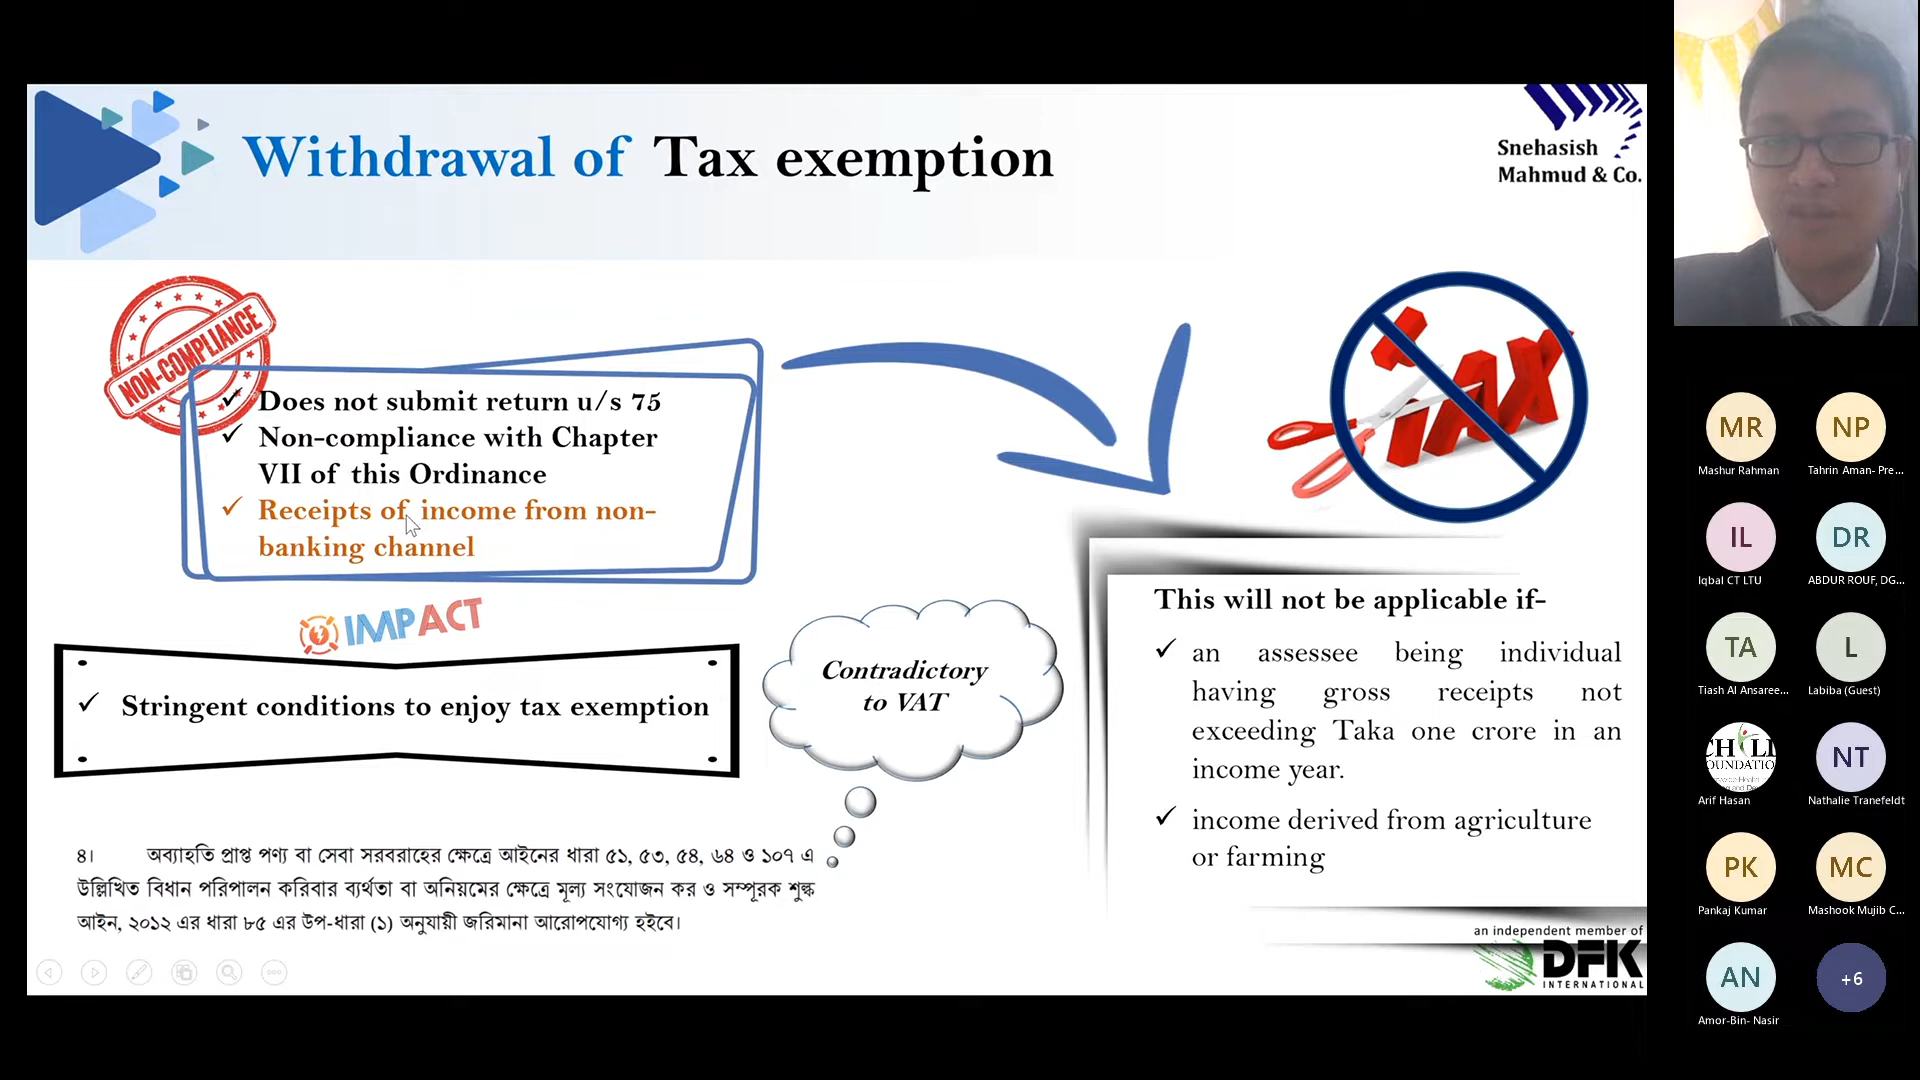 Withdrawal of Tax exemption
Snehasish
Mahmud & Co.
NON-COMPLIANCE
Does not submit return u/s 75
Non-compliance with Chapter
VII of this Ordinance
Receipts of income from non-
banking channel
IMPACT
Stringent conditions to enjoy tax exemption
Contradictory
to VAT
TAX
This will not be applicable if-
an assessee being individual
having gross receipts not
exceeding Taka one crore in an
income year.
income derived from agriculture
or farming
৪। অব্যাহতি প্রাপ্ত পণ্য বা সেবা সরবরাহের ক্ষেত্রে আইনের ধারা ৫১, ৫৩, ৫৪, ৬৪ ও ১০৭ এ
উল্লিখিত বিধান পরিপালন করিবার ব্যর্থতা বা অনিয়মের ক্ষেত্রে মূল্য সংযোজন কর ও সম্পূরক শুল্ক
আইন, ২০১২ এর ধারা ৮৫ এর উপ-ধারা (১) অনুযায়ী জরিমানা আরোপযোগ্য হইবে।
an independent member of
DFK
INTERNATIONAL
MR
NP
Mashur Rahman
Tahrin Aman- Pre...
IL
DR
Iqbal CT LTU
ABDUR ROUF, DG...
TA
L
Tiash Al Ansaree...
Labiba (Guest)
NT
Arif Hasan
Nathalie Tranefeldt
PK
MC
Pankaj Kumar
Mashook Mujib C...
AN
+6
Amor-Bin- Nasir